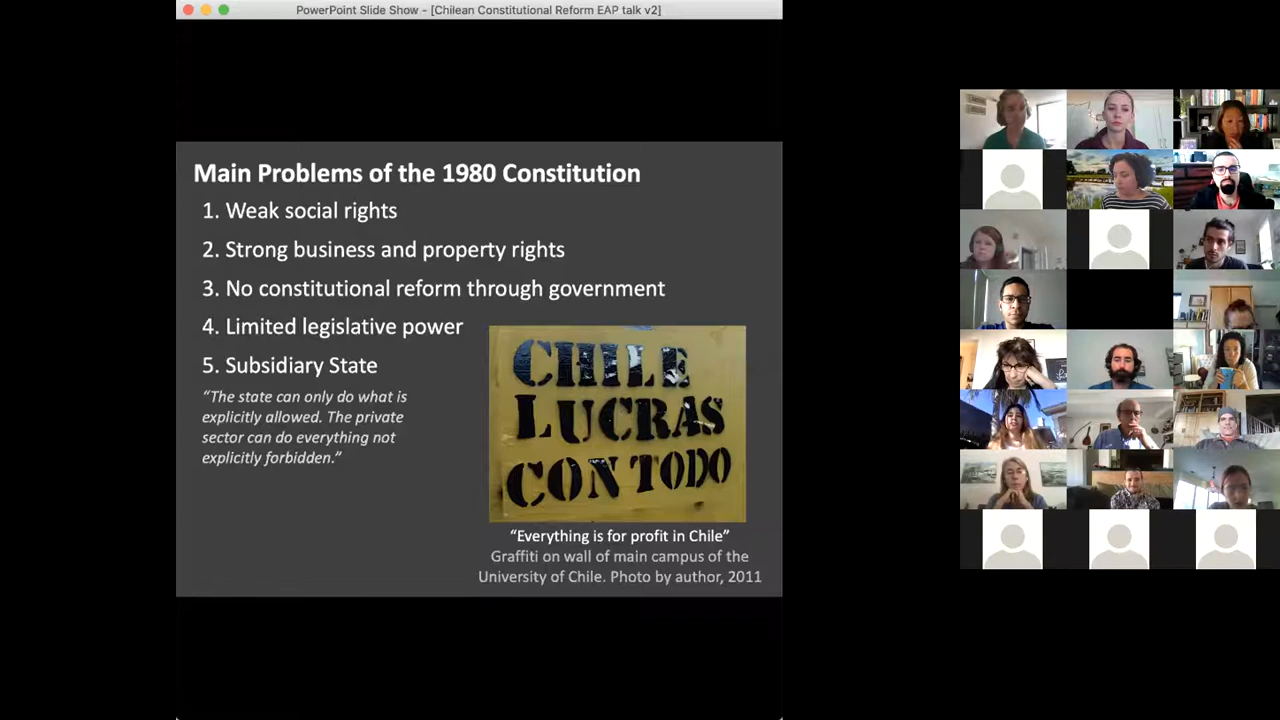 PowerPoint Slide Show - [Chilean Constitutional Reform EAP talk v2]
Main Problems of the 1980 Constitution
1. Weak social rights
2. Strong business and property rights
3. No constitutional reform through government
4. Limited legislative power
5. Subsidiary State
“The state can only do what is
explicitly allowed. The private
sector can do everything not
explicitly forbidden.”
CHILE
LUCRAS
CON TODO
“Everything is for profit in Chile”
Graffiti on wall of main campus of the
University of Chile. Photo by author, 2011